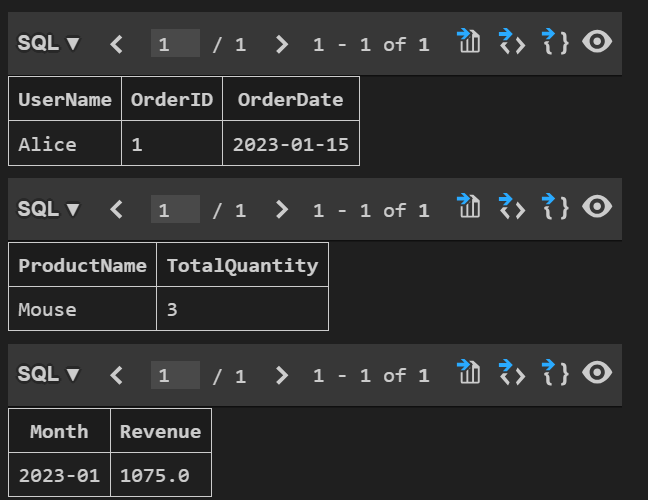 SQL ▼ < 1 / 1 > 1 - 1 of 1
UserName OrderID OrderDate
Alice 1 2023-01-15
SQL ▼ < 1 / 1 > 1 - 1 of 1
ProductName TotalQuantity
Mouse 3
SQL ▼ < 1 / 1 > 1 - 1 of 1
Month Revenue
2023-01 1075.0